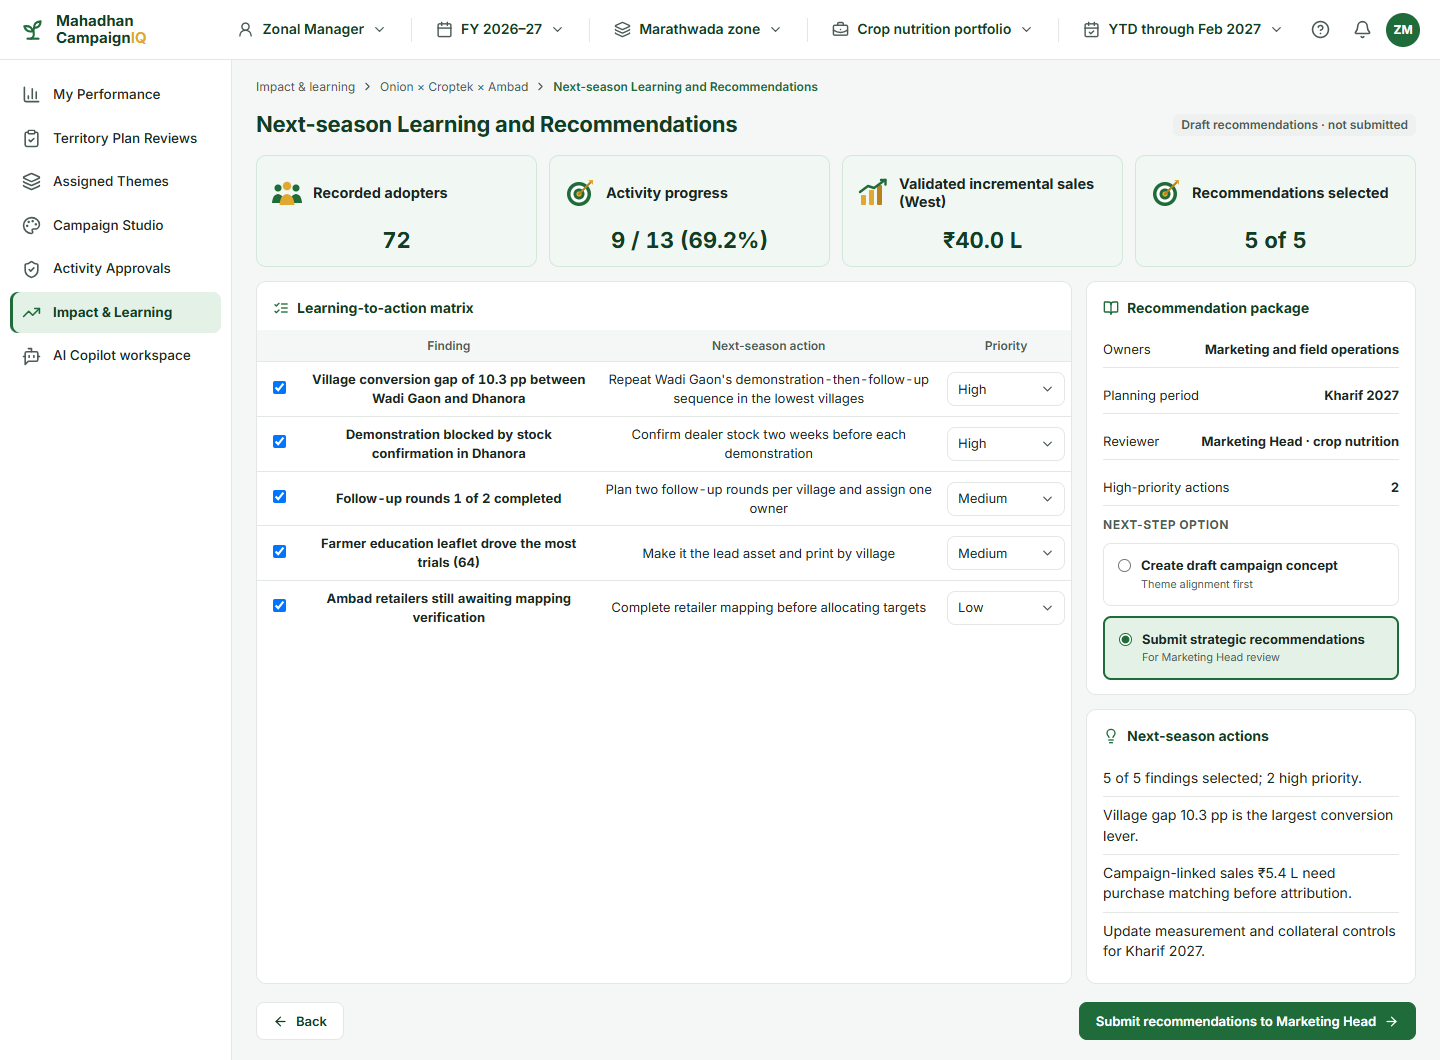 Mahadhan
CampaignIQ
Zonal Manager
FY 2026–27
Marathwada zone
Crop nutrition portfolio
YTD through Feb 2027
ZM
My Performance
Territory Plan Reviews
Assigned Themes
Campaign Studio
Activity Approvals
Impact & Learning
AI Copilot workspace
Impact & learning > Onion × Croptek × Ambad > Next-season Learning and Recommendations
Next-season Learning and Recommendations
Draft recommendations · not submitted
Recorded adopters
72
Activity progress
9 / 13 (69.2%)
Validated incremental sales
(West)
₹40.0 L
Recommendations selected
5 of 5
Learning-to-action matrix
Finding
Next-season action
Priority
Village conversion gap of 10.3 pp between
Wadi Gaon and Dhanora
Repeat Wadi Gaon's demonstration-then-follow-up
sequence in the lowest villages
High
Demonstration blocked by stock
confirmation in Dhanora
Confirm dealer stock two weeks before each
demonstration
High
Follow-up rounds 1 of 2 completed
Plan two follow-up rounds per village and assign one
owner
Medium
Farmer education leaflet drove the most
trials (64)
Make it the lead asset and print by village
Medium
Ambad retailers still awaiting mapping
verification
Complete retailer mapping before allocating targets
Low
Recommendation package
Owners
Marketing and field operations
Planning period
Kharif 2027
Reviewer
Marketing Head · crop nutrition
High-priority actions
2
NEXT-STEP OPTION
Create draft campaign concept
Theme alignment first
Submit strategic recommendations
For Marketing Head review
Next-season actions
5 of 5 findings selected; 2 high priority.
Village gap 10.3 pp is the largest conversion
lever.
Campaign-linked sales ₹5.4 L need
purchase matching before attribution.
Update measurement and collateral controls
for Kharif 2027.
Back
Submit recommendations to Marketing Head